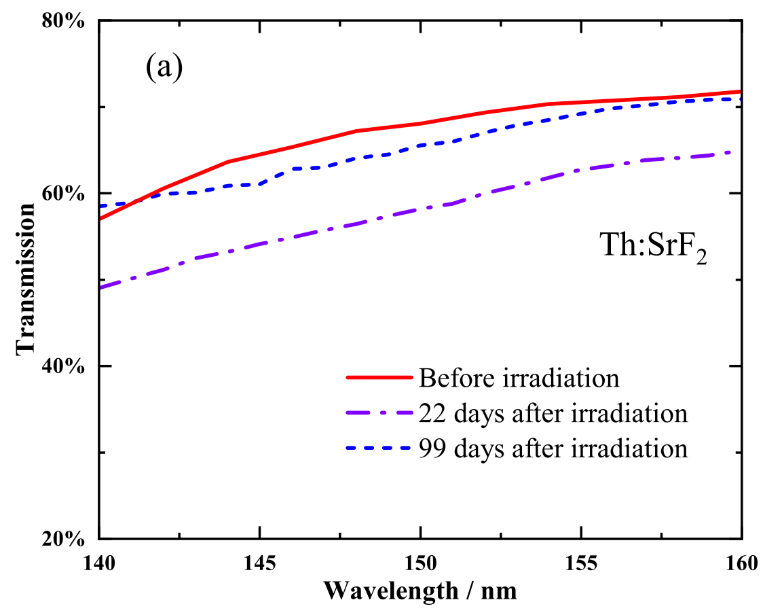 (a)
80%
60%
40%
20%
Transmission
Th:SrF₂
Before irradiation
22 days after irradiation
99 days after irradiation
140 145 150 155 160
Wavelength / nm